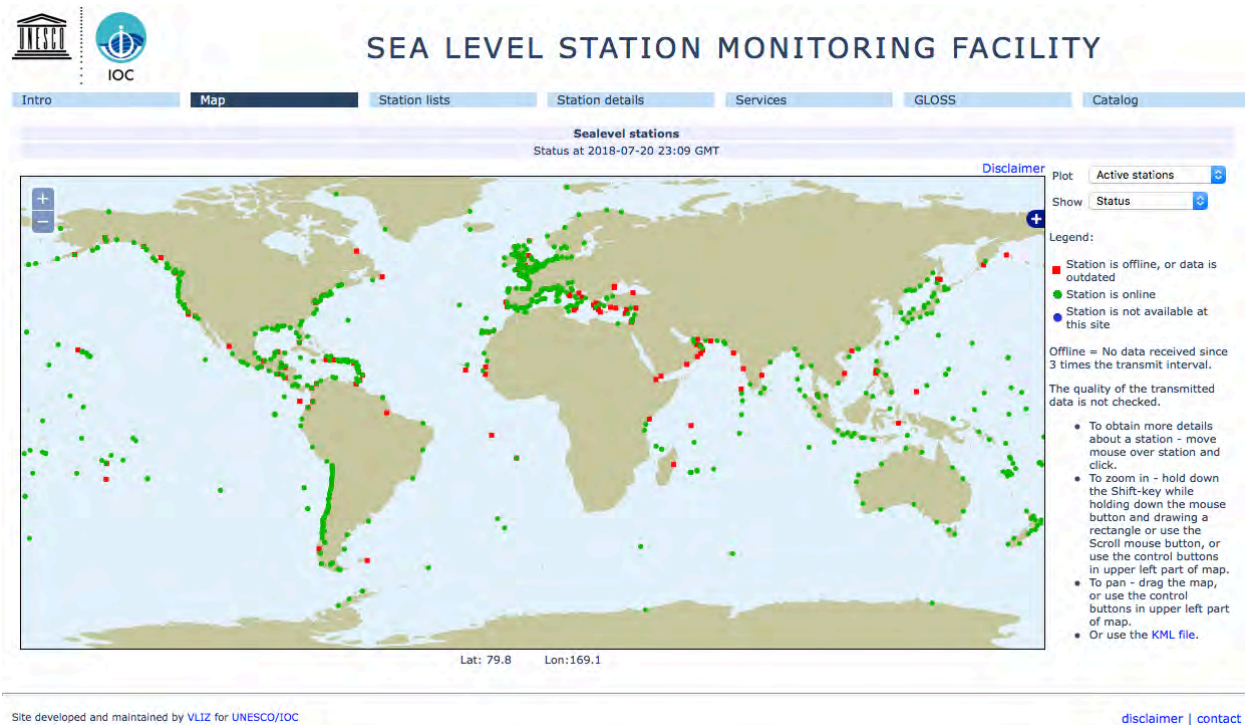 UNESCO
IOC
SEA LEVEL STATION MONITORING FACILITY
Intro
Map
Station lists
Station details
Services
GLOSS
Catalog
Sealevel stations
Status at 2018-07-20 23:09 GMT
Disclaimer
Plot Active stations
Show Status
+
−
+
Legend:
Station is offline, or data is
outdated
Station is online
Station is not available at
this site
Offline = No data received since
3 times the transmit interval.
The quality of the transmitted
data is not checked.
• To obtain more details
about a station - move
mouse over station and
click.
• To zoom in - hold down
the Shift-key while
holding down the mouse
button and drawing a
rectangle or use the
Scroll mouse button, or
use the control buttons
in upper left part of map.
• To pan - drag the map,
or use the control
buttons in upper left part
of map.
• Or use the KML file.
Lat: 79.8 Lon:169.1
Site developed and maintained by VLIZ for UNESCO/IOC
disclaimer | contact